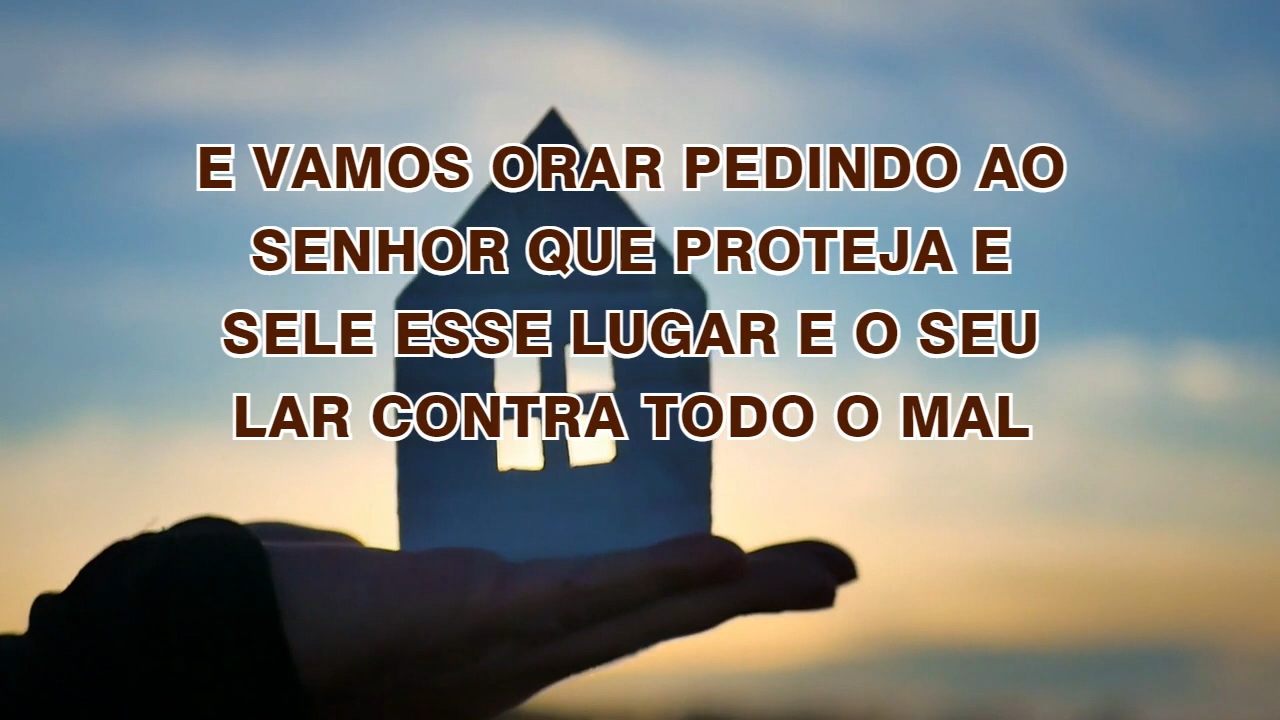 E VAMOS ORAR PEDINDO AO
SENHOR QUE PROTEJA E
SELE ESSE LUGAR E O SEU
LAR CONTRA TODO O MAL